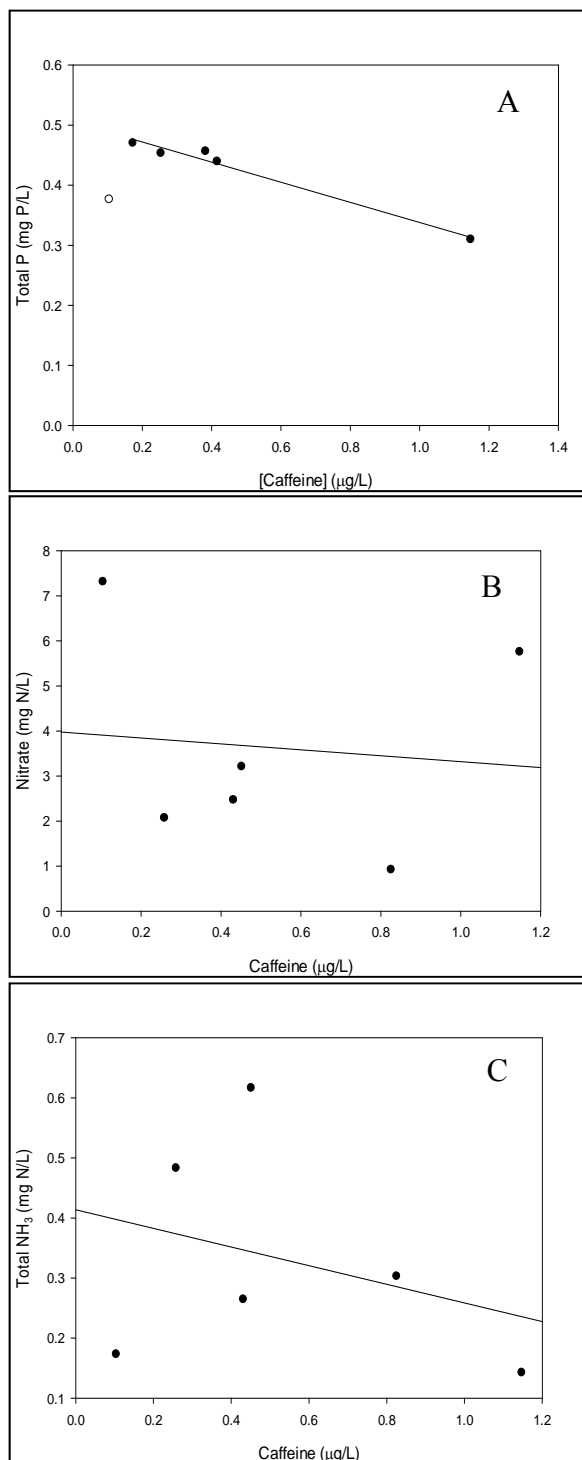 A
0.6
0.5
0.4
0.3
0.2
0.1
0.0
Total P (mg P/L)
0.0 0.2 0.4 0.6 0.8 1.0 1.2 1.4
[Caffeine] (μg/L)
B
8
7
6
5
4
3
2
1
0
Nitrate (mg N/L)
0.0 0.2 0.4 0.6 0.8 1.0 1.2
Caffeine (μg/L)
C
0.7
0.6
0.5
0.4
0.3
0.2
0.1
Total NH₃ (mg N/L)
0.0 0.2 0.4 0.6 0.8 1.0 1.2
Caffeine (μg/L)